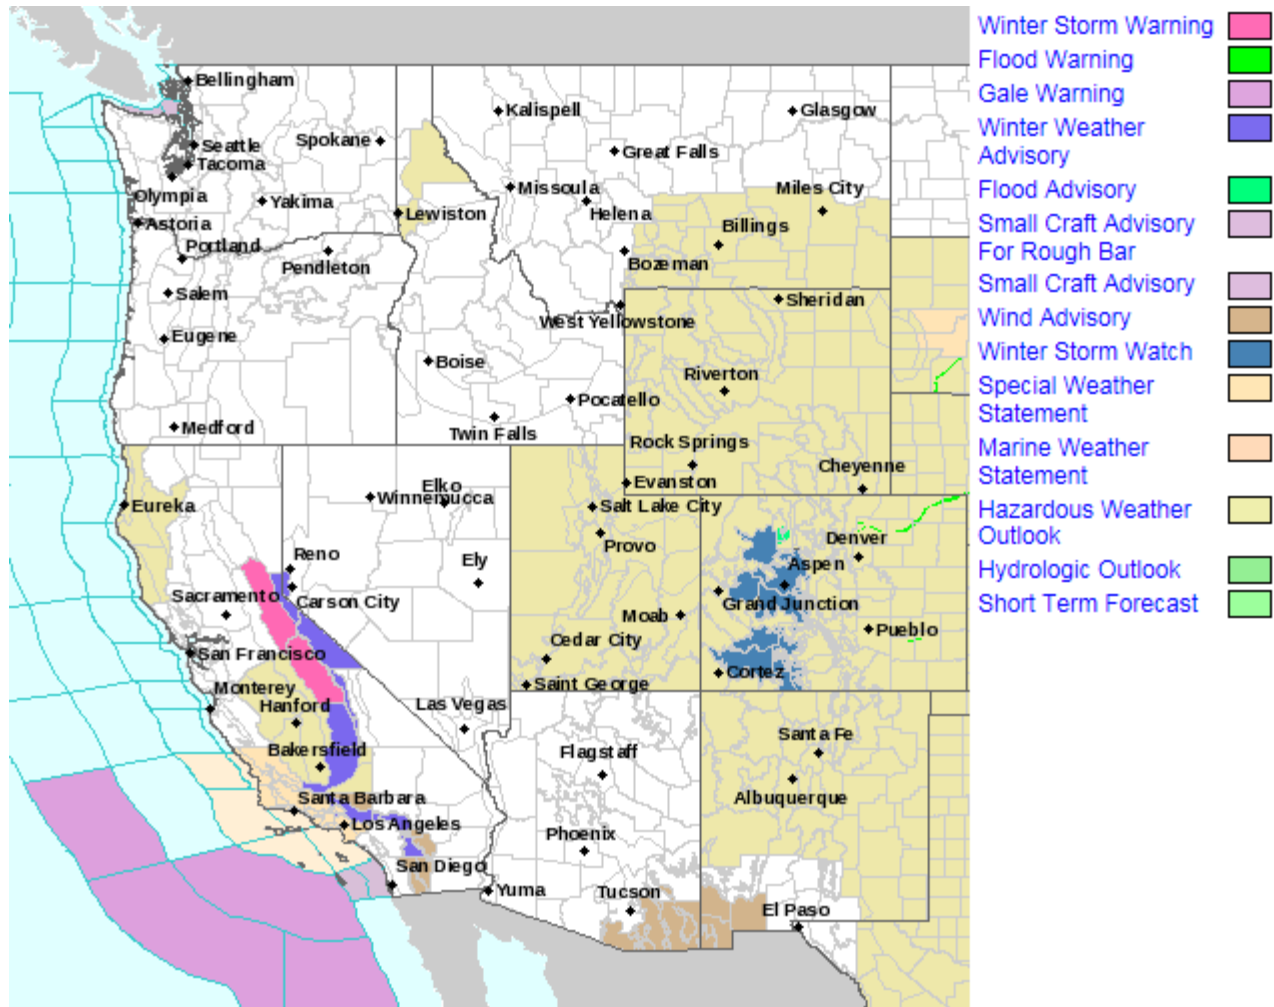 Bellingham
Kalispell
Glasgow
Spokane
Seattle
Great Falls
Tacoma
Missoula
Miles City
Olympia
Yakima
Helena
Lewiston
Astoria
Billings
Portland
Pendleton
Bozeman
Salem
Sheridan
West Yellowstone
Eugene
Boise
Riverton
Pocatello
Medford
Twin Falls
Rock Springs
Cheyenne
Elko
Evanston
Winnemucca
Eureka
Salt Lake City
Denver
Provo
Reno
Ely
Aspen
Sacramento
Carson City
Grand Junction
Moab
Pueblo
Cedar City
San Francisco
Cortez
Monterey
Saint George
Hanford
Las Vegas
Santa Fe
Bakersfield
Flagstaff
Santa Barbara
Albuquerque
Los Angeles
Phoenix
San Diego
Yuma
Tucson
El Paso
Winter Storm Warning
Flood Warning
Gale Warning
Winter Weather
Advisory
Flood Advisory
Small Craft Advisory
For Rough Bar
Small Craft Advisory
Wind Advisory
Winter Storm Watch
Special Weather
Statement
Marine Weather
Statement
Hazardous Weather
Outlook
Hydrologic Outlook
Short Term Forecast